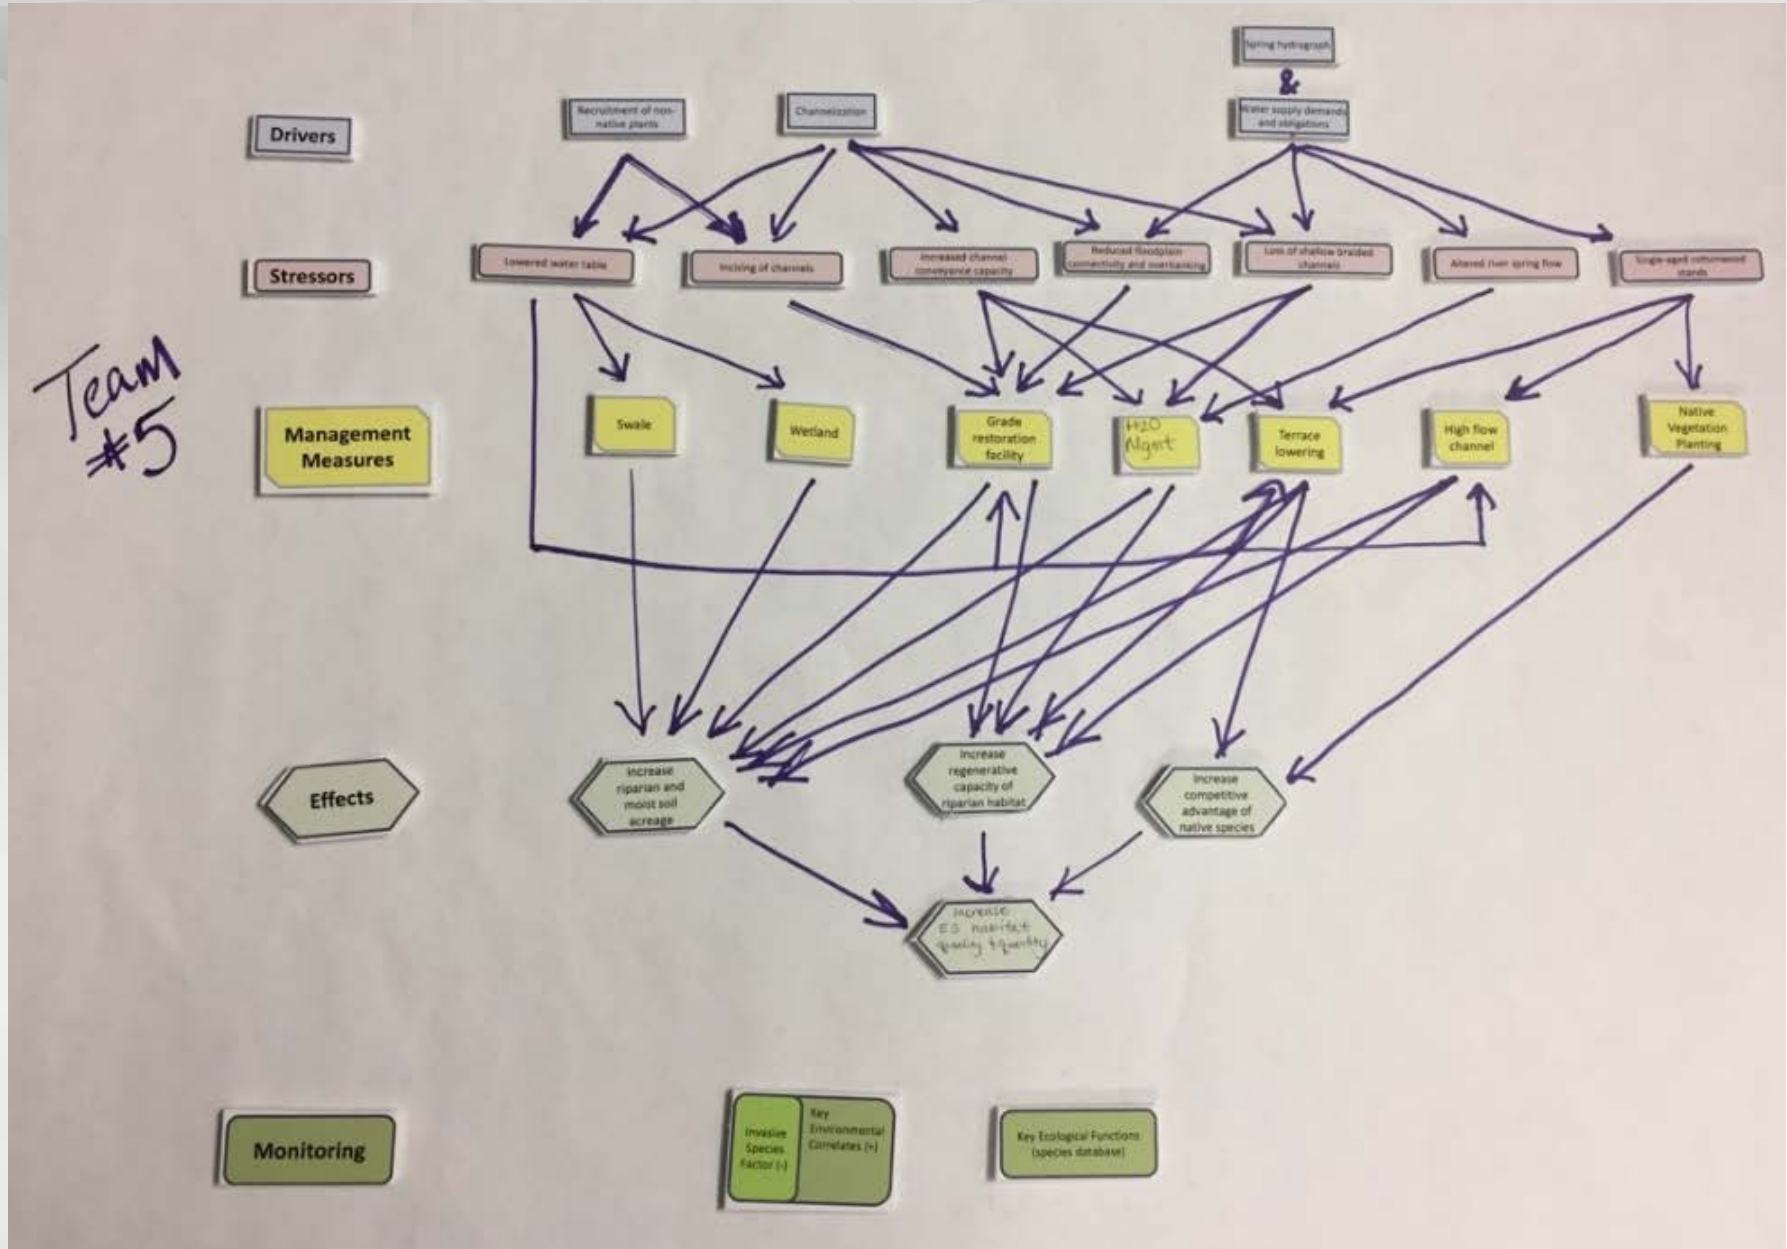 Spring hydrograph
&
Water supply demands
and obligations
Drivers
Recruitment of non-
native plants
Channelization
Stressors
Lowered water table
Incising of channels
Increased channel
conveyance capacity
Reduced floodplain
connectivity and overbanking
Loss of shallow braided
channels
Altered river spring flow
Single-aged cottonwood
stands
Team
#5
Management
Measures
Swale
Wetland
Grade
restoration
facility
H2O
Mgmt
Terrace
lowering
High flow
channel
Native
Vegetation
Planting
Effects
Increase
riparian and
moist soil
acreage
Increase
regenerative
capacity of
riparian habitat
Increase
competitive
advantage of
native species
increase
ES habitat
quality & quantity
Monitoring
Invasive
Species
Factor (-)
Key
Environmental
Correlates (+)
Key Ecological Functions
(species database)